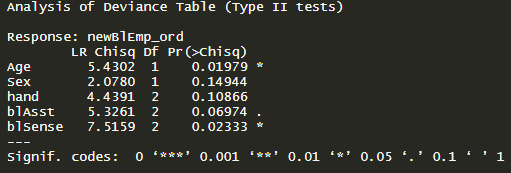 Analysis of Deviance Table (Type II tests)

Response: newBlEmp_ord
        LR Chisq Df Pr(>Chisq)
Age       5.4302  1    0.01979 *
Sex       2.0780  1    0.14944
hand      4.4391  2    0.10866
blAsst    5.3261  2    0.06974 .
blSense   7.5159  2    0.02333 *
---
Signif. codes:  0 ‘***’ 0.001 ‘**’ 0.01 ‘*’ 0.05 ‘.’ 0.1 ‘ ’ 1